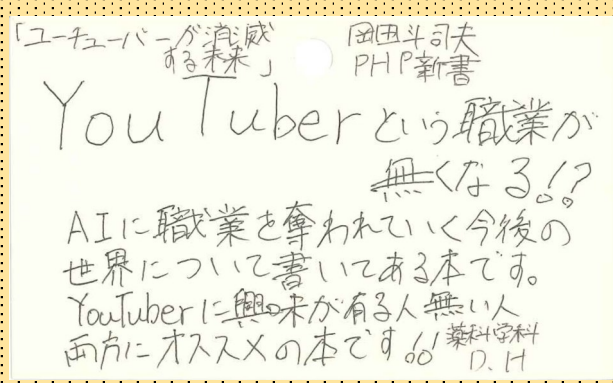 「ユーチューバーが消滅
する未来」
岡田斗司夫
PHP新書
YouTuberという職業が
無くなる!?
AIに職業を奪われていく今後の
世界について書いてある本です。
YouTuberに興味が有る人無い人
両方にオススメの本です!!
薬科学科
D.H